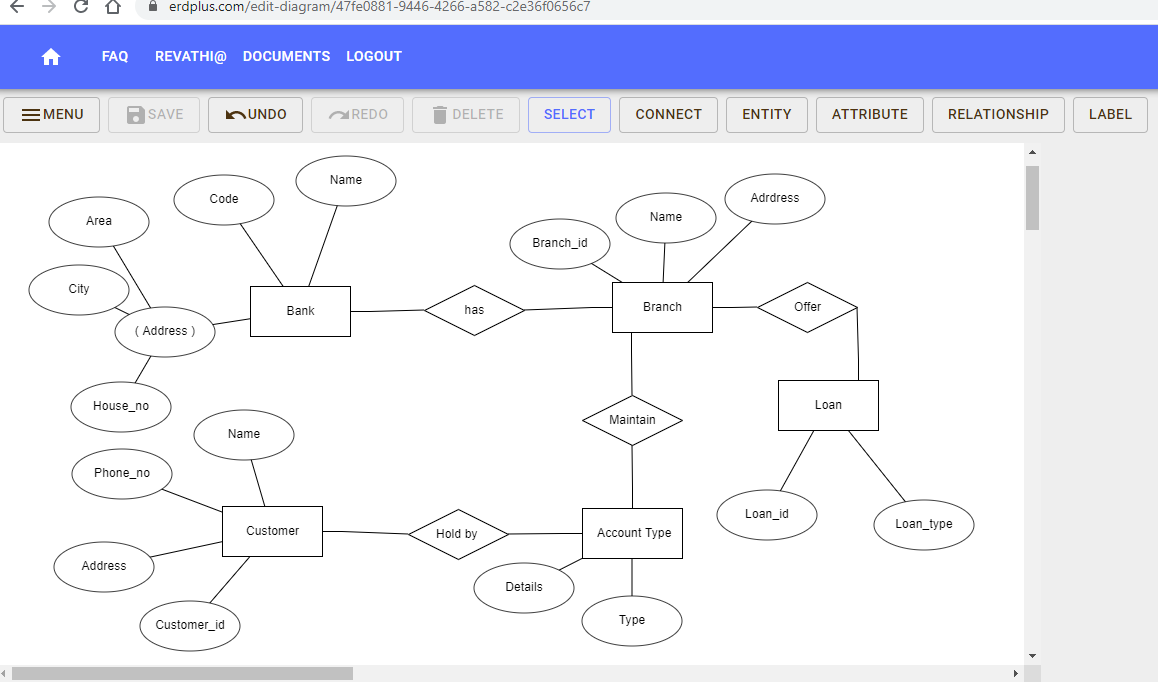 erdplus.com/edit-diagram/47fe0881-9446-4266-a582-c2e36f0656c7
FAQ REVATHI@ DOCUMENTS LOGOUT
MENU SAVE UNDO REDO DELETE SELECT CONNECT ENTITY ATTRIBUTE RELATIONSHIP LABEL
Name
Code
Adrdress
Name
Area
Branch_id
City
Bank
has
Branch
Offer
( Address )
House_no
Loan
Maintain
Name
Phone_no
Loan_id
Loan_type
Customer
Hold by
Account Type
Address
Details
Type
Customer_id